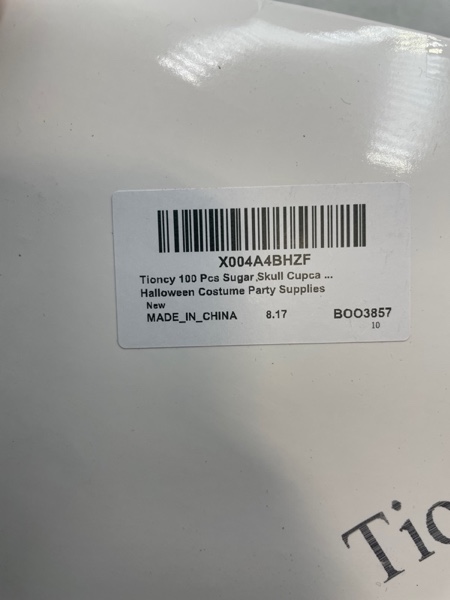 X004A4BHZF
Tioncy 100 Pcs Sugar Skull Cupca ...
Halloween Costume Party Supplies
New
MADE_IN_CHINA 8.17 BOO3857
10
Tio